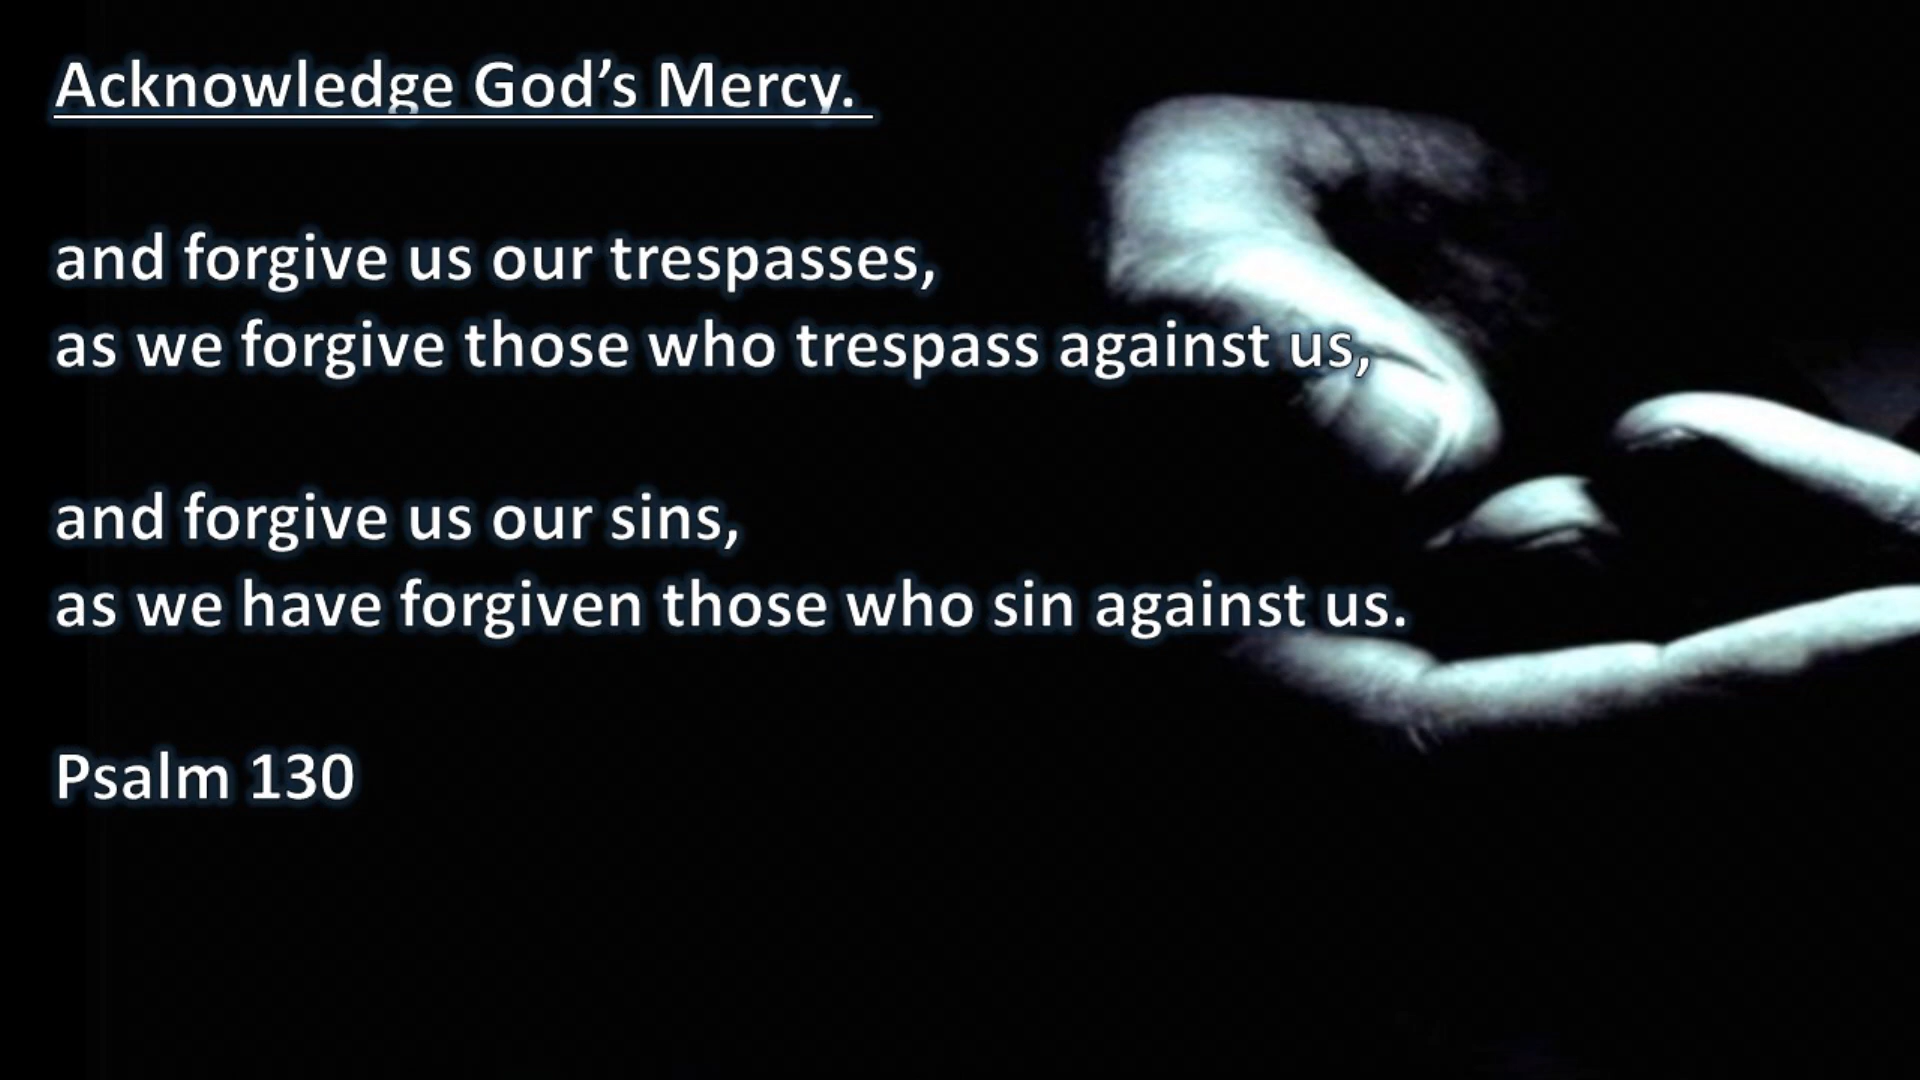 Acknowledge God’s Mercy.
and forgive us our trespasses,
as we forgive those who trespass against us,
and forgive us our sins,
as we have forgiven those who sin against us.
Psalm 130